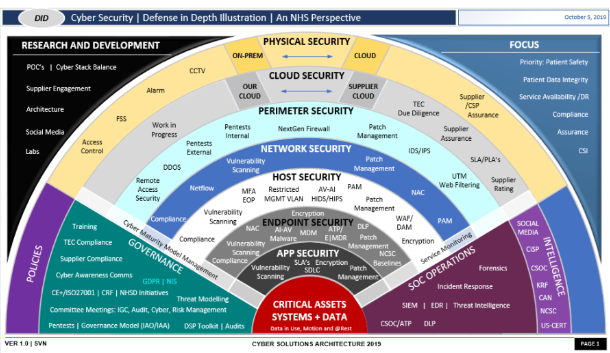 DID
Cyber Security | Defense in Depth Illustration | An NHS Perspective
October 5, 2019
RESEARCH AND DEVELOPMENT
POC's | Cyber Stack Balance
Supplier Engagement
Architecture
Social Media
Labs
FOCUS
Priority: Patient Safety
Patient Data Integrity
Service Availability /DR
Compliance
Assurance
CSI
PHYSICAL SECURITY
ON-PREM
CLOUD
CCTV
Alarm
FSS
Access
Control
Supplier
/CSP
Assurance
CLOUD SECURITY
OUR
CLOUD
SUPPLIER
CLOUD
Work in
Progress
TEC
Due Diligence
Supplier
Assurance
SLA/PLA's
Supplier
Rating
PERIMETER SECURITY
Pentests
Internal
NextGen Firewall
Patch
Management
Pentests
External
IDS/IPS
DDOS
UTM
Web Filtering
Remote
Access
Security
NETWORK SECURITY
Vulnerability
Scanning
Patch
Management
Netflow
NAC
Compliance
PAM
HOST SECURITY
MFA
EOP
Restricted
MGMT VLAN
AV-AI
HIDS/HIPS
PAM
Patch
Management
Vulnerability
Scanning
WAF/
DAM
Compliance
Encryption
Encryption
ENDPOINT SECURITY
NAC
AI-AV
Malware
MDM
ATP/
E|MDR
DLP
Patch
Management
Vulnerability
Scanning
Compliance
NCSC
Baselines
APP SECURITY
SLA's
SDLC
Encryption
Vulnerability
Scanning
Patch
Management
CRITICAL ASSETS
SYSTEMS + DATA
Data in Use, Motion and @Rest
Cyber Maturity Model Management
Service Monitoring
POLICIES
GOVERNANCE
Training
TEC Compliance
Supplier Compliance
Cyber Awareness Comms
GDPR | NIS
CE+/ISO27001 | CRF | NHSD Initiatives
Threat Modelling
Committee Meetings: IGC, Audit, Cyber, Risk Management
Pentests | Governance Model (IAO/IAA)
DSP Toolkit | Audits
SOC OPERATIONS
Forensics
Incident Response
SIEM | EDR | Threat Intelligence
CSOC/ATP
DLP
INTELLIGENCE
SOCIAL
MEDIA
CiSP
CSOC
KRF
CAN
NCSC
US-CERT
VER 1.0 | SVN
CYBER SOLUTIONS ARCHITECTURE 2019
PAGE 1